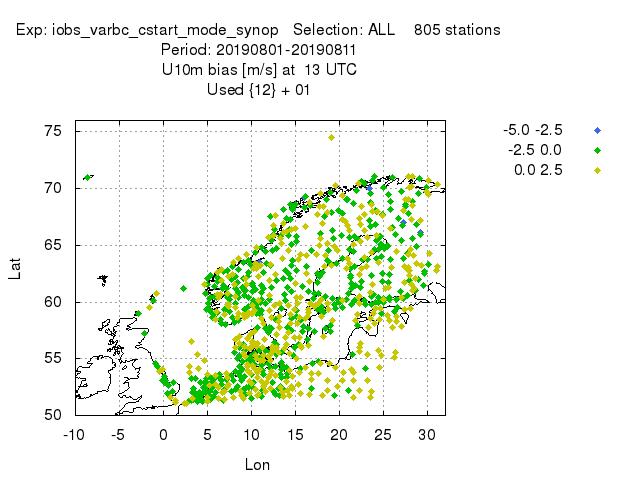 Exp: iobs_varbc_cstart_mode_synop Selection: ALL 805 stations
Period: 20190801-20190811
U10m bias [m/s] at 13 UTC
Used {12} + 01
-5.0 -2.5
-2.5 0.0
0.0 2.5
75
70
65
60
55
50
Lat
-10 -5 0 5 10 15 20 25 30
Lon